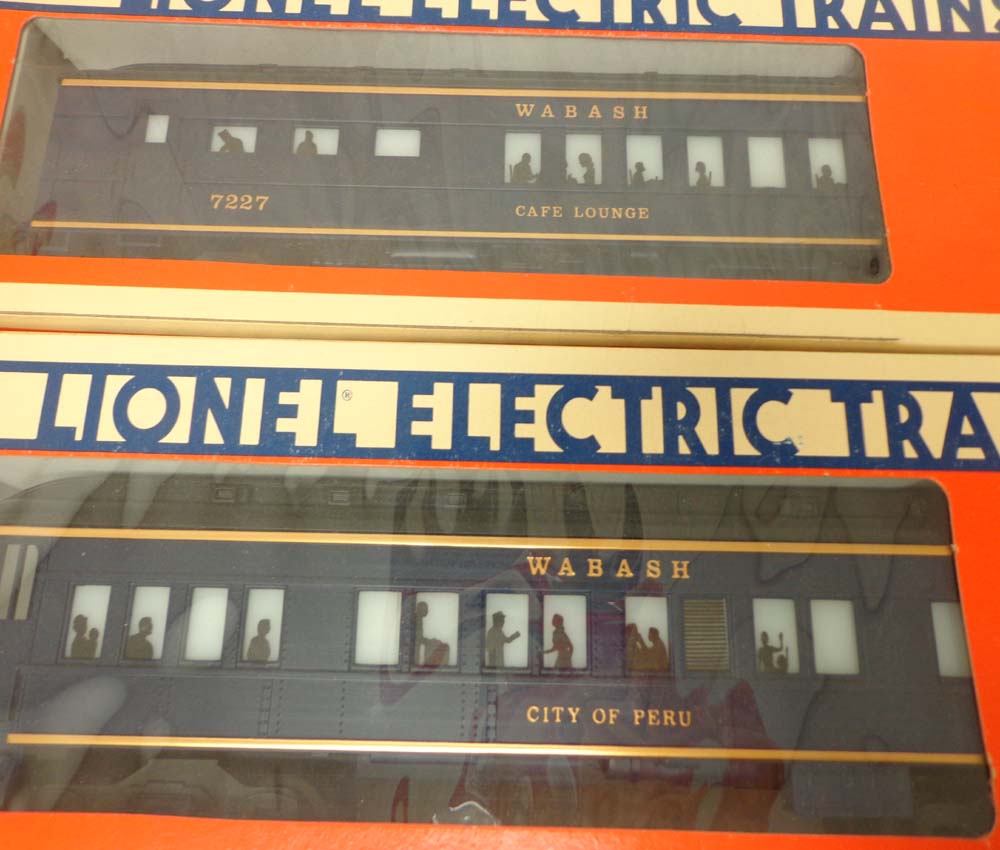 LIONEL ELECTRIC TRAINS
WABASH
7227
CAFE LOUNGE
LIONEL® ELECTRIC TRA
WABASH
CITY OF PERU